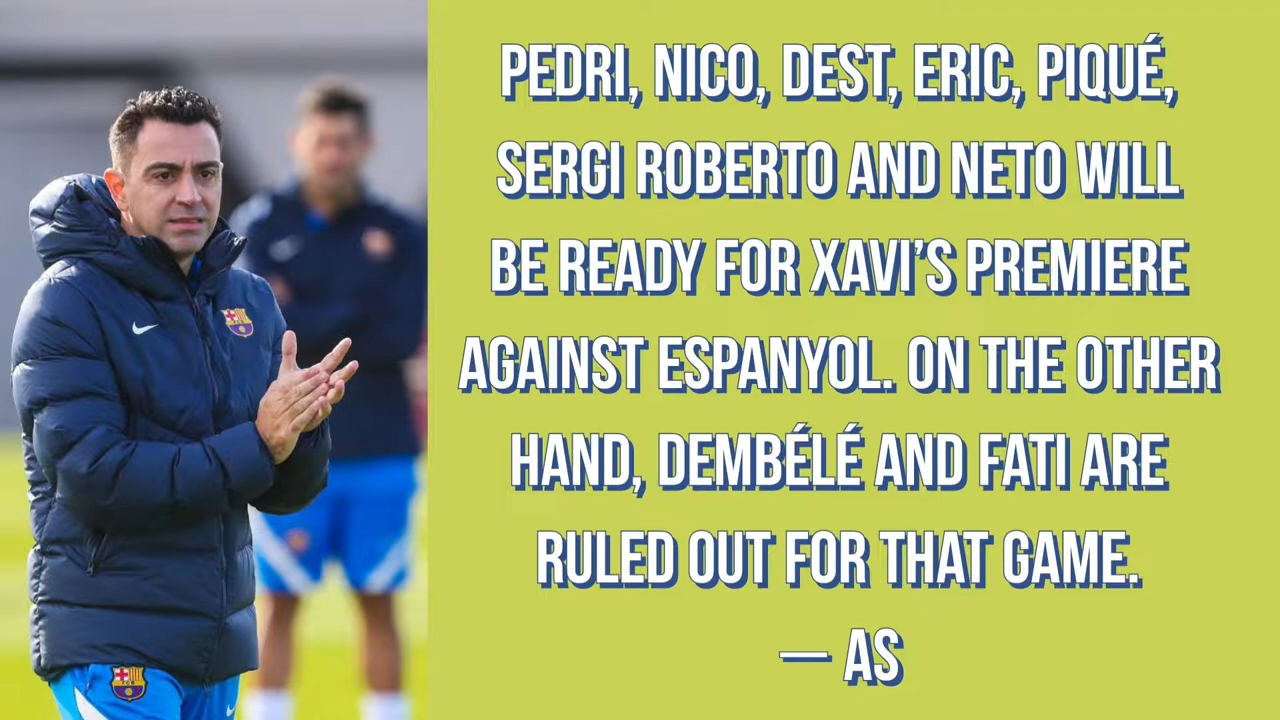 PEDRI, NICO, DEST, ERIC, PIQUÉ,
SERGI ROBERTO AND NETO WILL
BE READY FOR XAVI’S PREMIERE
AGAINST ESPANYOL. ON THE OTHER
HAND, DEMBÉLÉ AND FATI ARE
RULED OUT FOR THAT GAME.
— AS